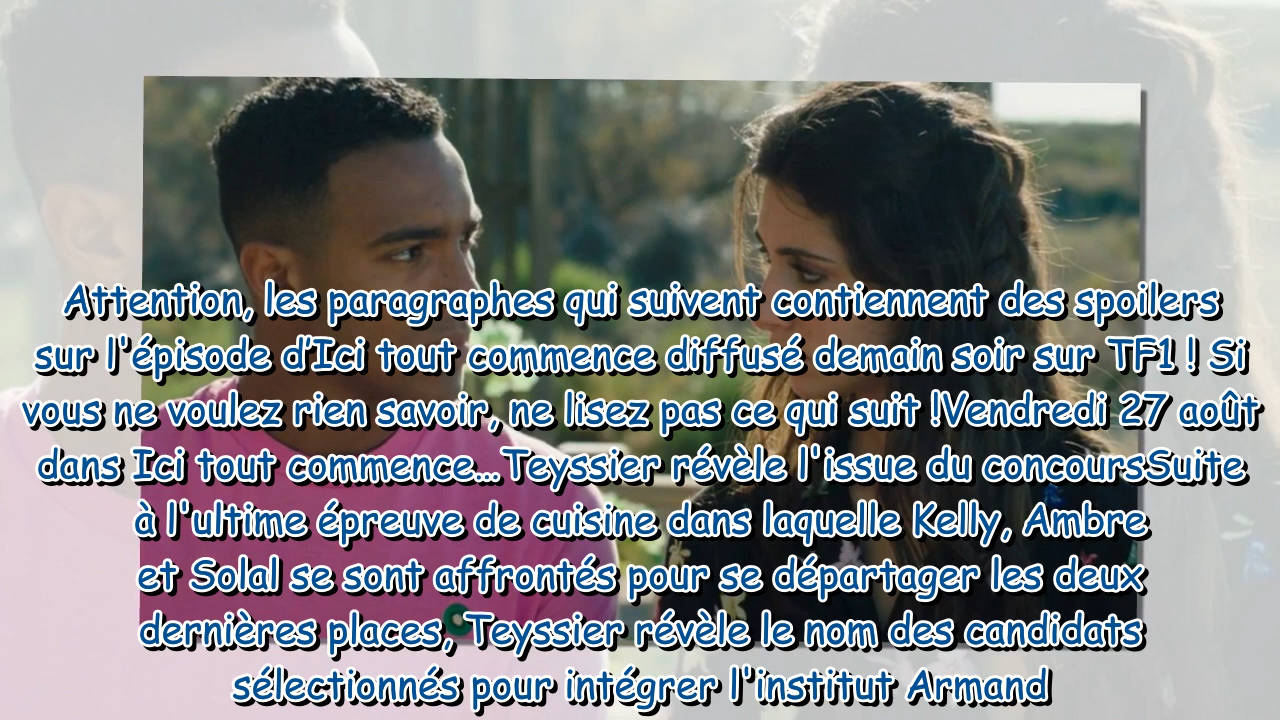 Attention, les paragraphes qui suivent contiennent des spoilers
sur l'épisode d’Ici tout commence diffusé demain soir sur TF1 ! Si
vous ne voulez rien savoir, ne lisez pas ce qui suit !Vendredi 27 août
dans Ici tout commence...Teyssier révèle l'issue du concoursSuite
à l'ultime épreuve de cuisine dans laquelle Kelly, Ambre
et Solal se sont affrontés pour se départager les deux
dernières places, Teyssier révèle le nom des candidats
sélectionnés pour intégrer l'institut Armand